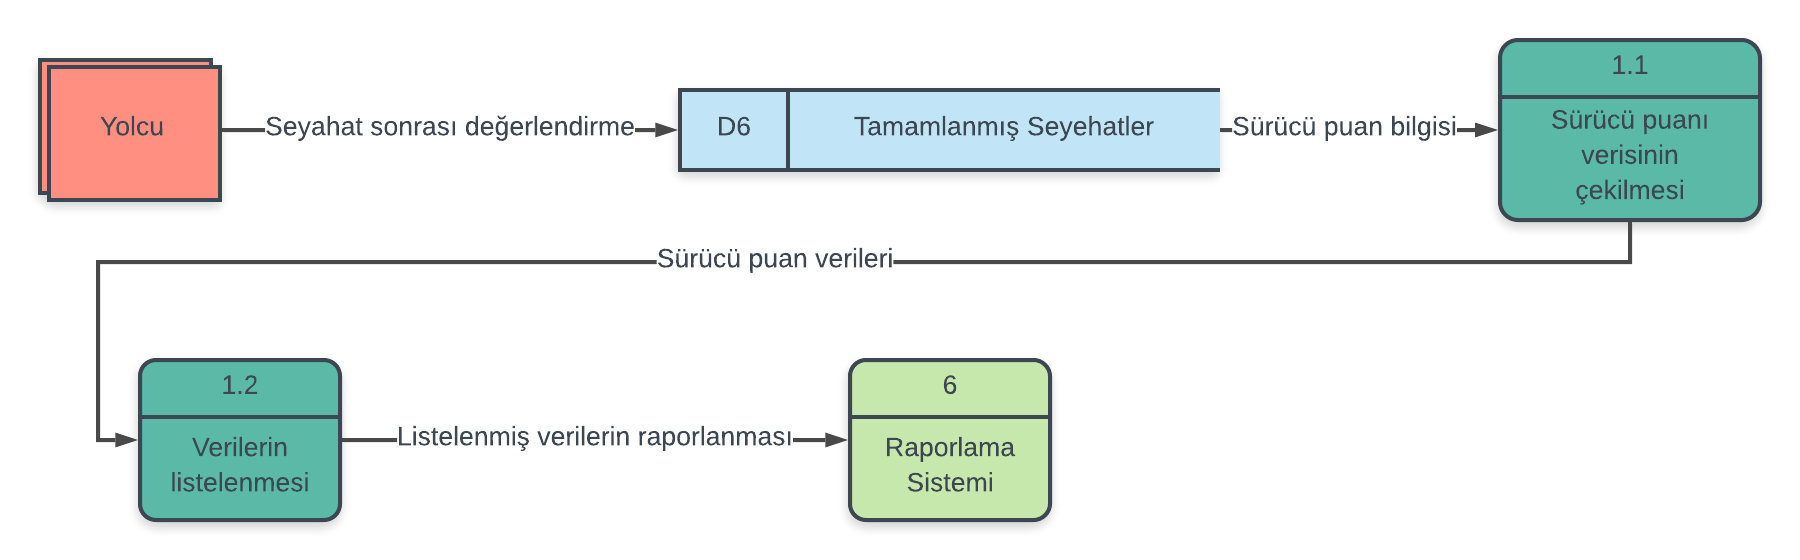 Yolcu
Seyahat sonrası değerlendirme
D6
Tamamlanmış Seyehatler
Sürücü puan bilgisi
1.1
Sürücü puanı
verisinin
çekilmesi
Sürücü puan verileri
1.2
Verilerin
listelenmesi
Listelenmiş verilerin raporlanması
6
Raporlama
Sistemi